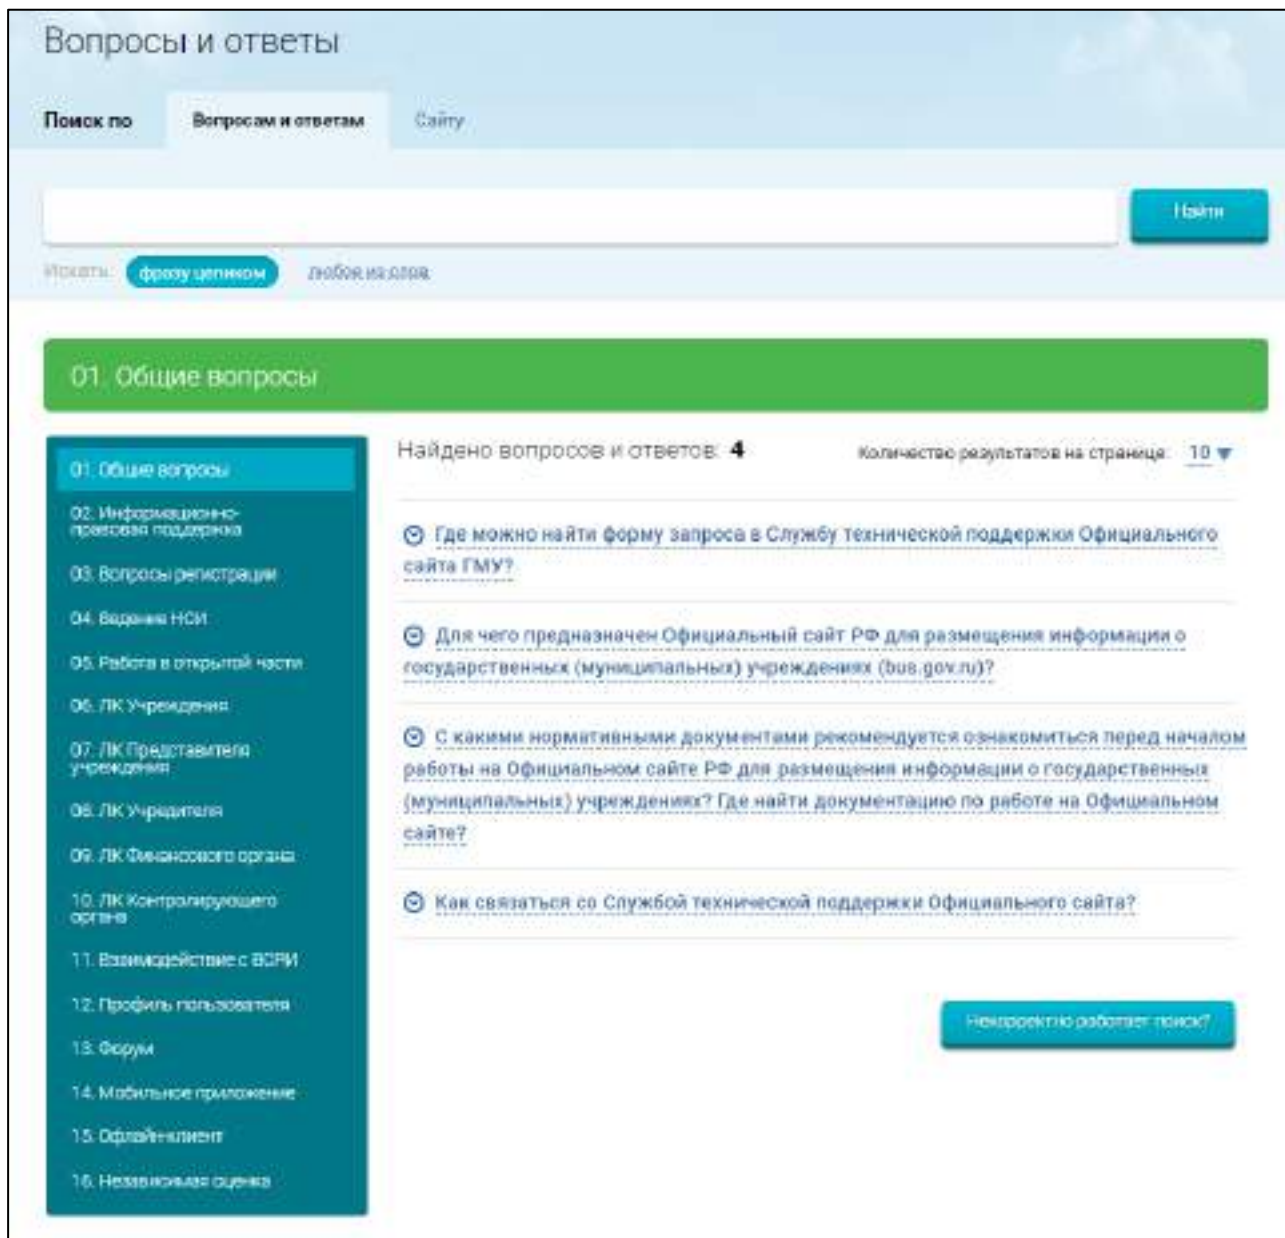 Вопросы и ответы
Поиск по Вопросам и ответам Сайту
Найти
Искать: фразу целиком любое из слов
01. Общие вопросы
01. Общие вопросы
02. Информационно-
правовая поддержка
03. Вопросы регистрации
04. Ведение НСИ
05. Работа в открытой части
06. ЛК Учреждения
07. ЛК Представителя
учреждения
08. ЛК Учредителя
09. ЛК Финансового органа
10. ЛК Контролирующего
органа
11. Взаимодействие с ВСРИ
12. Профиль пользователя
13. Форум
14. Мобильное приложение
15. Офлайн-клиент
16. Независимая оценка
Найдено вопросов и ответов: 4 Количество результатов на странице: 10
Где можно найти форму запроса в Службу технической поддержки Официального
сайта ГМУ?
Для чего предназначен Официальный сайт РФ для размещения информации о
государственных (муниципальных) учреждениях (bus.gov.ru)?
С какими нормативными документами рекомендуется ознакомиться перед началом
работы на Официальном сайте РФ для размещения информации о государственных
(муниципальных) учреждениях? Где найти документацию по работе на Официальном
сайте?
Как связаться со Службой технической поддержки Официального сайта?
Некорректно работает поиск?